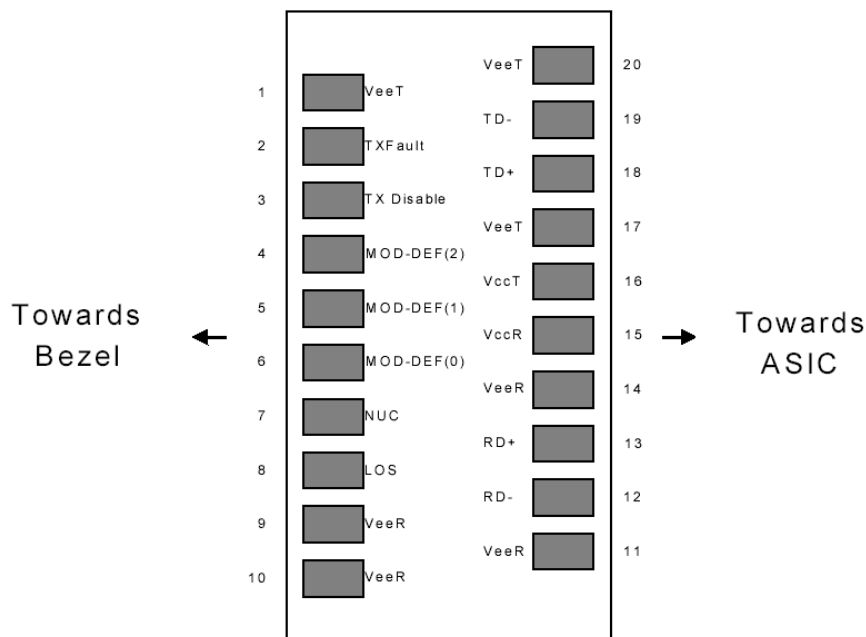 VeeT 20
1 VeeT
TD- 19
2 TXFault
TD+ 18
3 TX Disable
VeeT 17
4 MOD-DEF(2)
VccT 16
5 MOD-DEF(1)
Towards
Bezel
VccR 15
Towards
ASIC
6 MOD-DEF(0)
VeeR 14
7 NUC
RD+ 13
8 LOS
RD- 12
9 VeeR
VeeR 11
10 VeeR